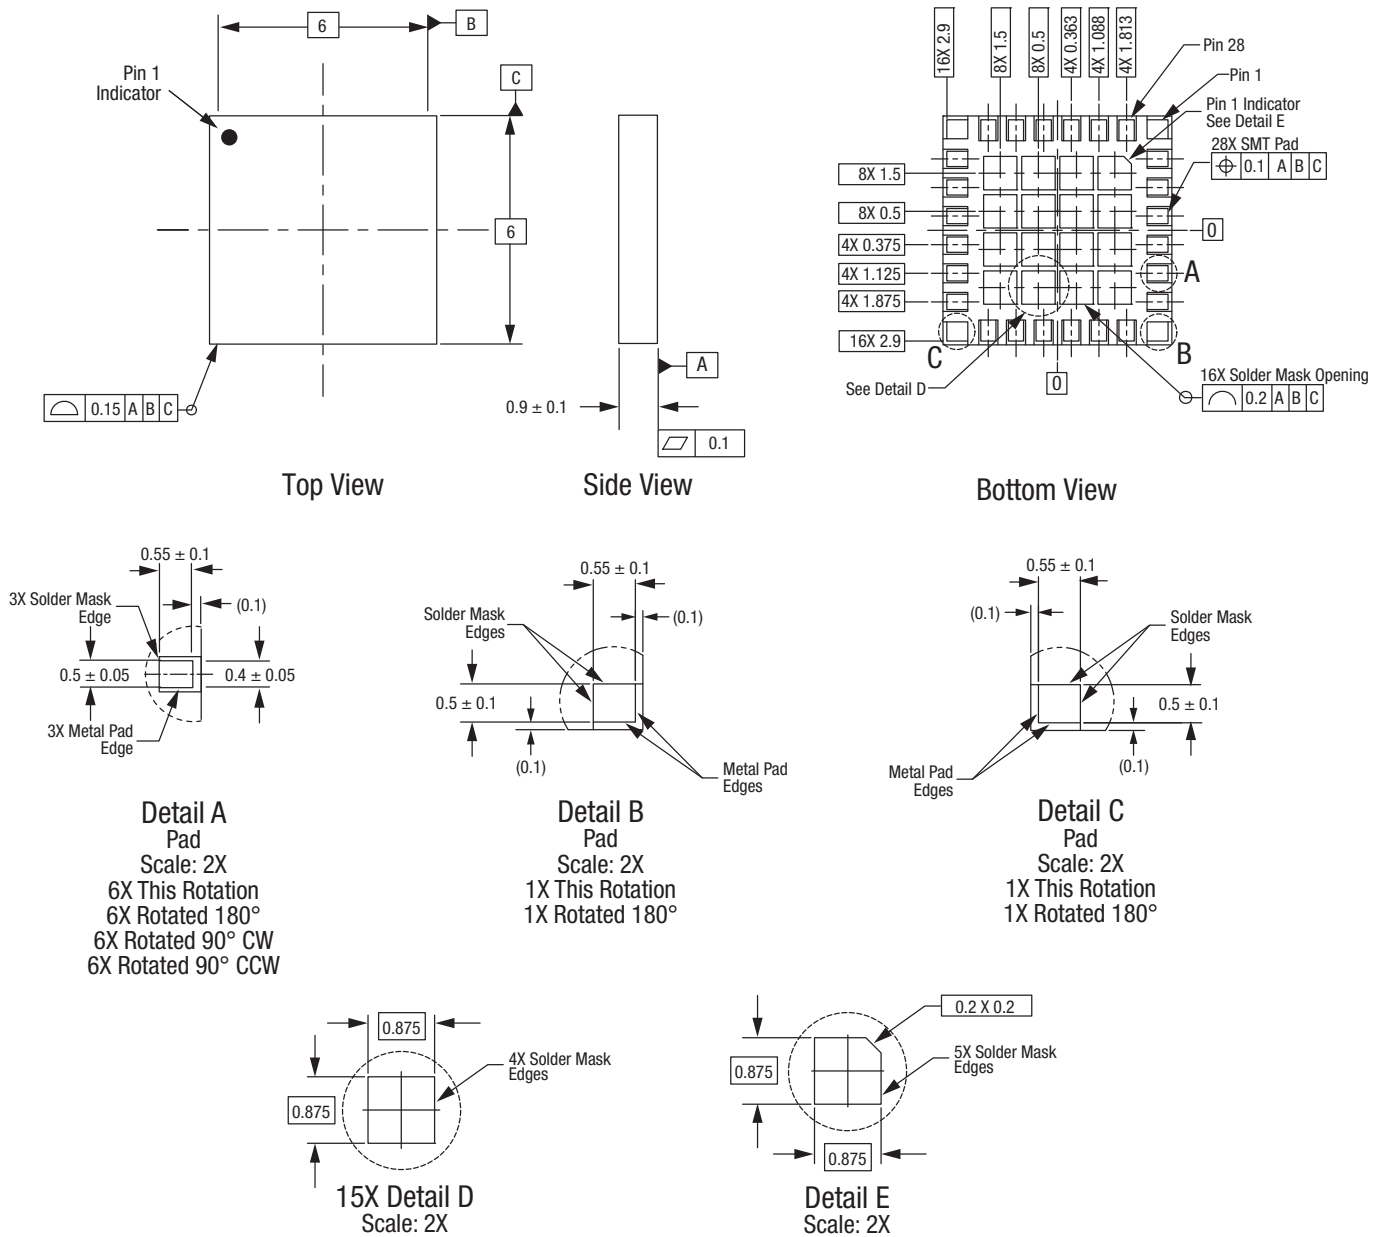 6
B
Pin 1
Indicator
C
6
0.15 A B C
Top View
A
0.9 ± 0.1
0.1
Side View
16X 2.9
8X 1.5
8X 0.5
4X 0.363
4X 1.088
4X 1.813
Pin 28
Pin 1
Pin 1 Indicator
See Detail E
28X SMT Pad
0.1 A B C
8X 1.5
8X 0.5
0
4X 0.375
4X 1.125
A
4X 1.875
16X 2.9
C
B
See Detail D
0
16X Solder Mask Opening
0.2 A B C
Bottom View
0.55 ± 0.1
3X Solder Mask
Edge
(0.1)
0.5 ± 0.05
0.4 ± 0.05
3X Metal Pad
Edge
Detail A
Pad
Scale: 2X
6X This Rotation
6X Rotated 180°
6X Rotated 90° CW
6X Rotated 90° CCW
0.55 ± 0.1
Solder Mask
Edges
(0.1)
0.5 ± 0.1
(0.1)
Metal Pad
Edges
Detail B
Pad
Scale: 2X
1X This Rotation
1X Rotated 180°
0.55 ± 0.1
(0.1)
Solder Mask
Edges
0.5 ± 0.1
(0.1)
Metal Pad
Edges
Detail C
Pad
Scale: 2X
1X This Rotation
1X Rotated 180°
0.875
4X Solder Mask
Edges
0.875
15X Detail D
Scale: 2X
0.2 X 0.2
5X Solder Mask
Edges
0.875
0.875
Detail E
Scale: 2X